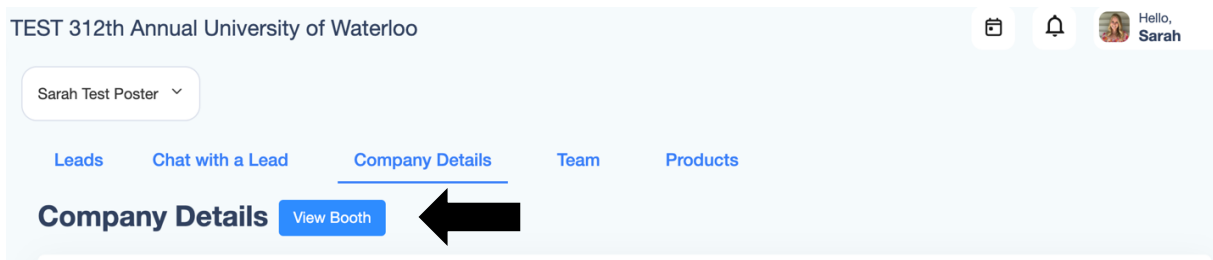 TEST 312th Annual University of Waterloo
Hello,
Sarah
Sarah Test Poster
Leads Chat with a Lead Company Details Team Products
Company Details View Booth